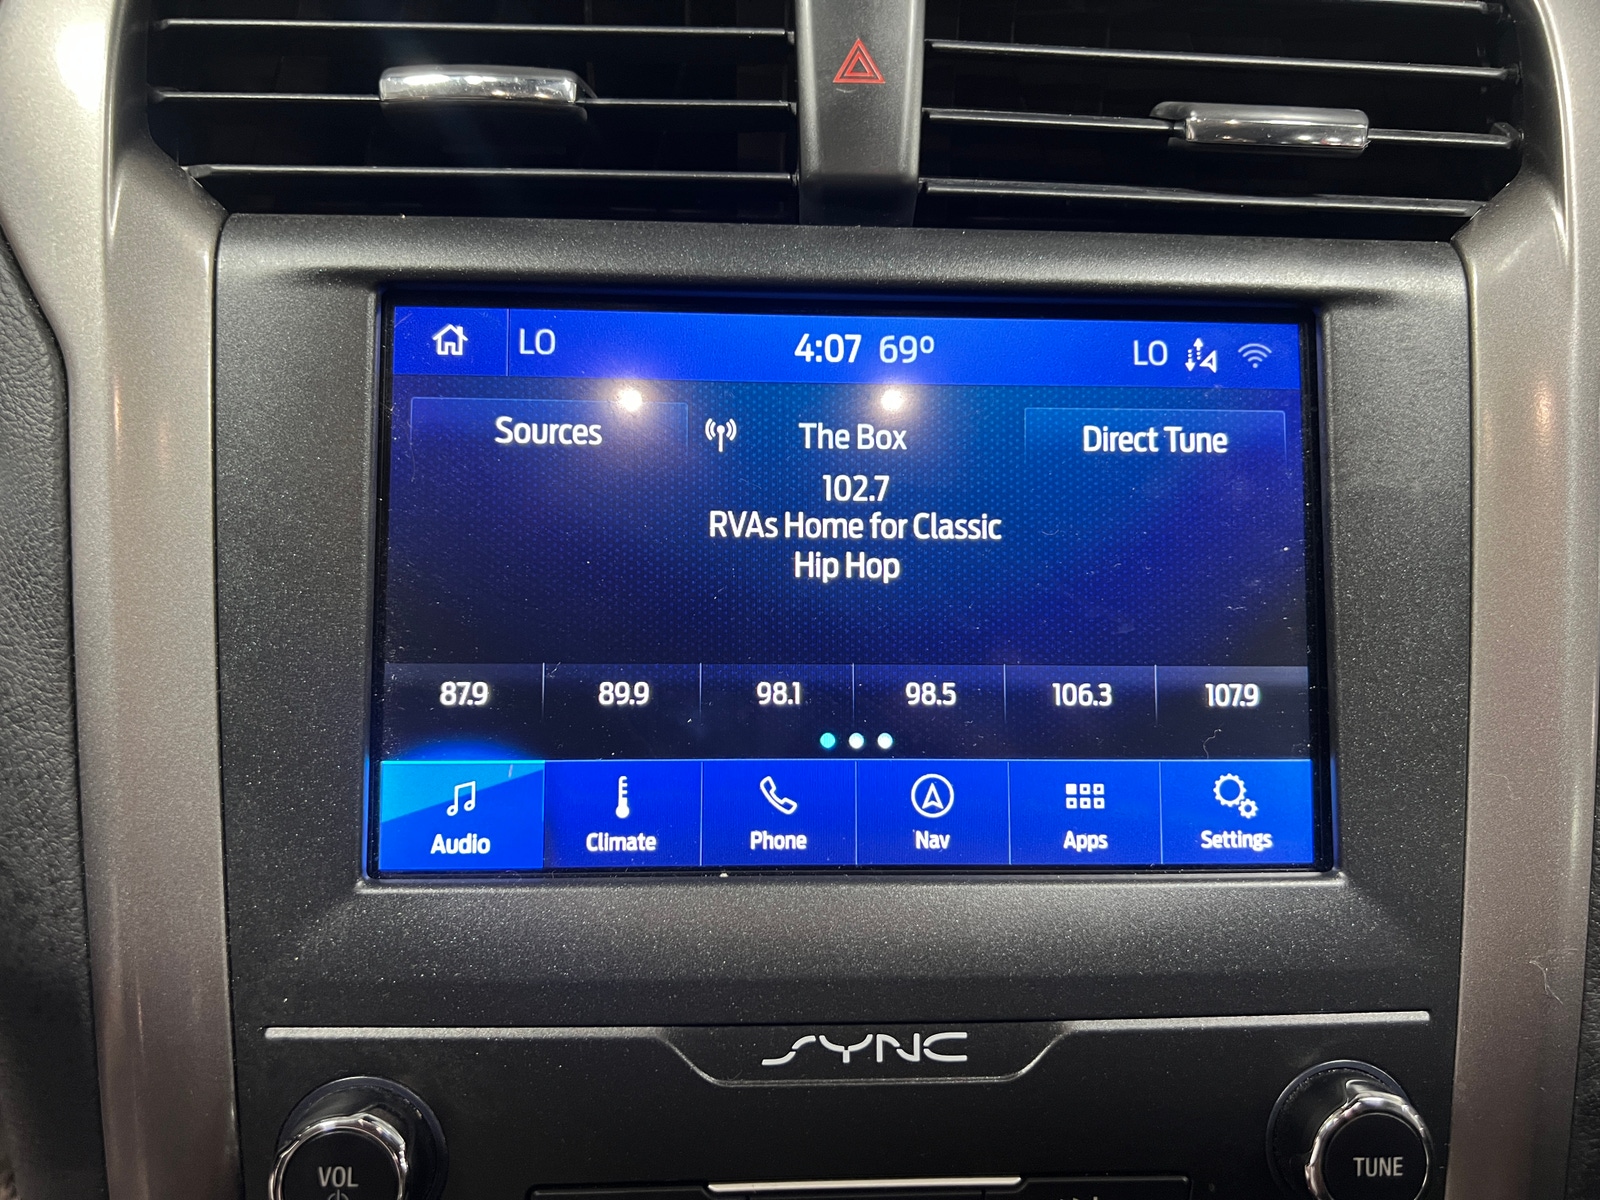 LO 4:07 69° LO
Sources The Box Direct Tune
102.7
RVAs Home for Classic
Hip Hop
87.9 89.9 98.1 98.5 106.3 107.9
Audio Climate Phone Nav Apps Settings
SYNC
VOL TUNE